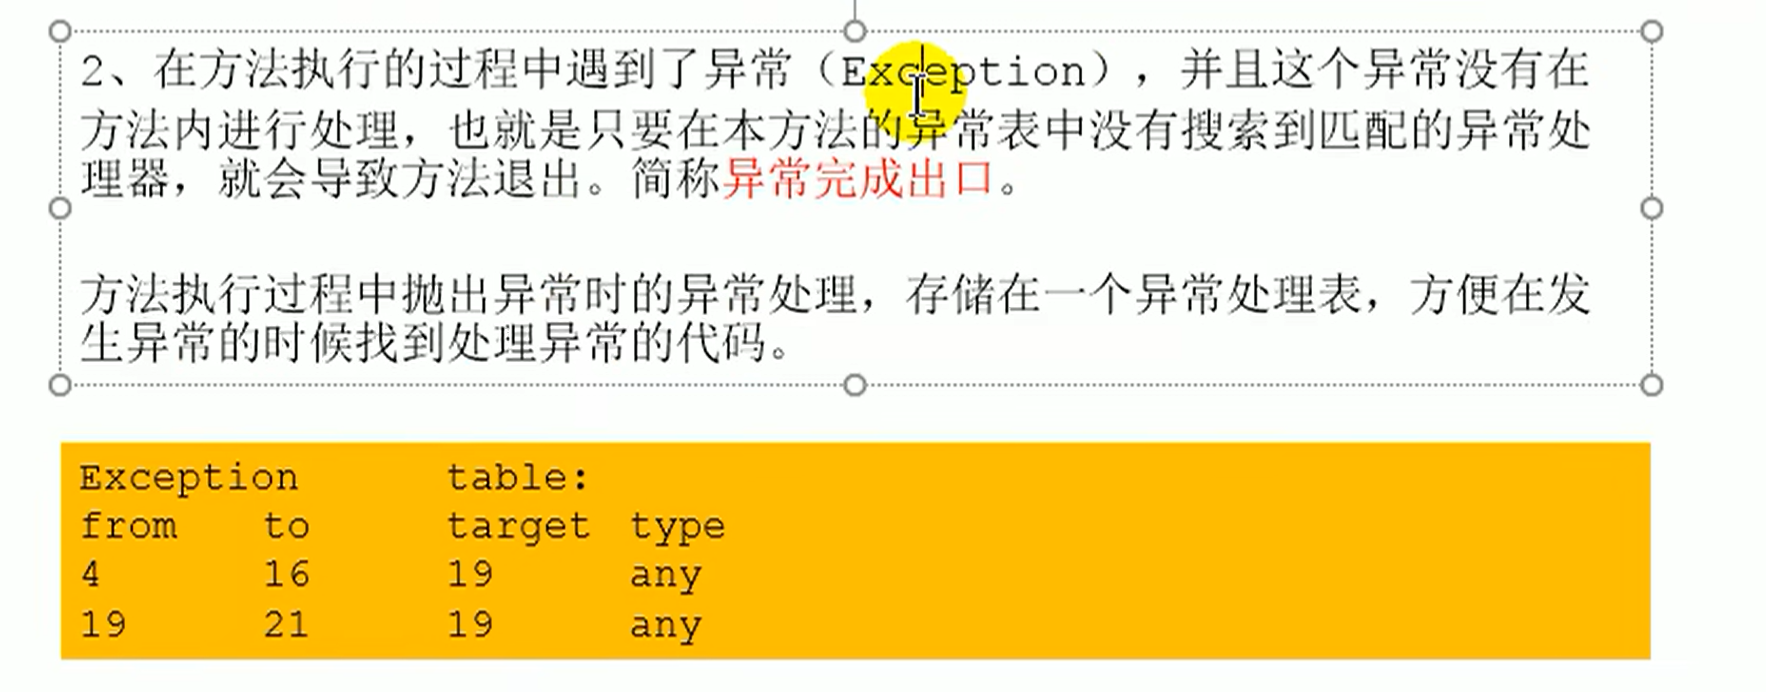 2、在方法执行的过程中遇到了异常（Exception），并且这个异常没有在
方法内进行处理，也就是只要在本方法的异常表中没有搜索到匹配的异常处
理器，就会导致方法退出。简称异常完成出口。
方法执行过程中抛出异常时的异常处理，存储在一个异常处理表，方便在发
生异常的时候找到处理异常的代码。
Exception table:
from to target type
4 16 19 any
19 21 19 any